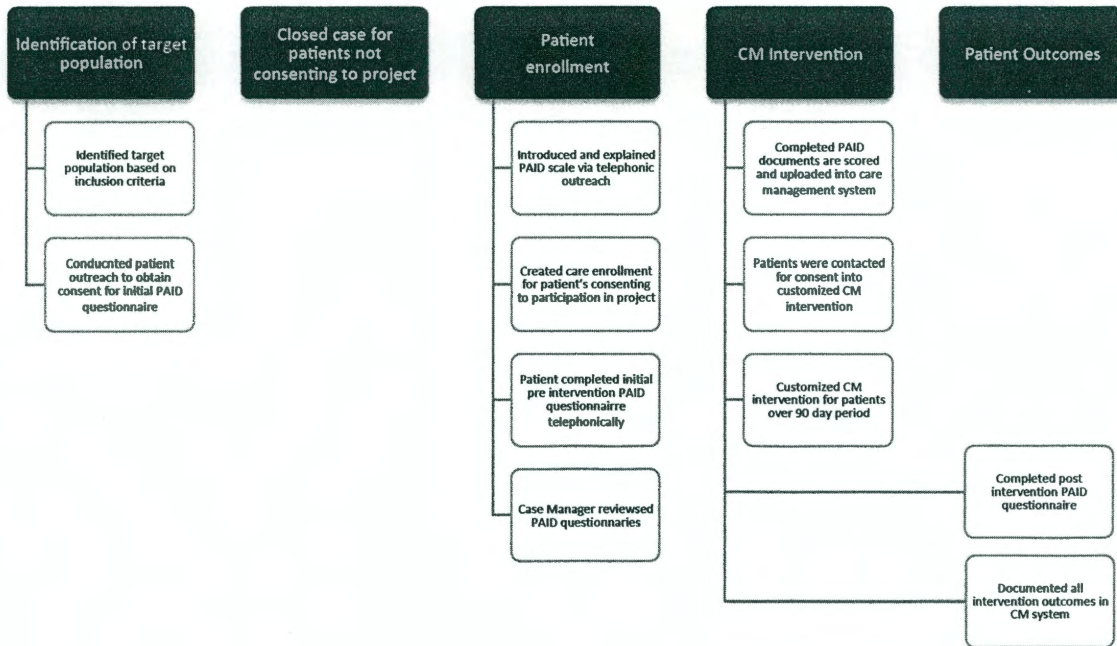 Identification of target
population
Closed case for
patients not
consenting to project
Patient
enrollment
CM Intervention
Patient Outcomes
Identified target
population based on
inclusion criteria
Conducnted patient
outreach to obtain
consent for initial PAID
questionnaire
Introduced and explained
PAID scale via telephonic
outreach
Created care enrollment
for patient's consenting
to participation in project
Patient completed initial
pre intervention PAID
questionnairre
telephonically
Case Manager reviewsed
PAID questionnaries
Completed PAID
documents are scored
and uploaded into care
management system
Patients were contacted
for consent into
customized CM
intervention
Customized CM
intervention for patients
over 90 day period
Completed post
intervention PAID
questionnaire
Documented all
intervention outcomes in
CM system